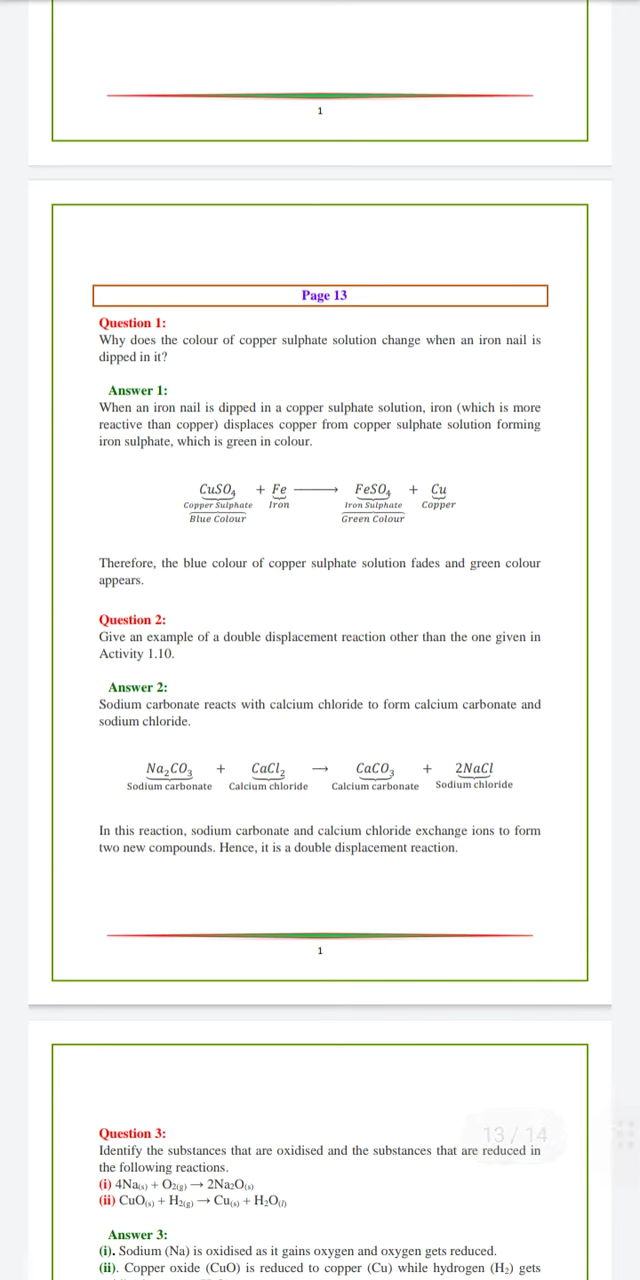 1
Page 13
Question 1:
Why does the colour of copper sulphate solution change when an iron nail is
dipped in it?
Answer 1:
When an iron nail is dipped in a copper sulphate solution, iron (which is more
reactive than copper) displaces copper from copper sulphate solution forming
iron sulphate, which is green in colour.
CuSO₄ + Fe ⟶ FeSO₄ + Cu
Copper Sulphate Iron Iron Sulphate Copper
Blue Colour Green Colour
Therefore, the blue colour of copper sulphate solution fades and green colour
appears.
Question 2:
Give an example of a double displacement reaction other than the one given in
Activity 1.10.
Answer 2:
Sodium carbonate reacts with calcium chloride to form calcium carbonate and
sodium chloride.
Na₂CO₃ + CaCl₂ → CaCO₃ + 2NaCl
Sodium carbonate Calcium chloride Calcium carbonate Sodium chloride
In this reaction, sodium carbonate and calcium chloride exchange ions to form
two new compounds. Hence, it is a double displacement reaction.
1
13 / 14
Question 3:
Identify the substances that are oxidised and the substances that are reduced in
the following reactions.
(i) 4Na(s) + O₂(g) → 2Na₂O(s)
(ii) CuO(s) + H₂(g) → Cu(s) + H₂O(l)
Answer 3:
(i). Sodium (Na) is oxidised as it gains oxygen and oxygen gets reduced.
(ii). Copper oxide (CuO) is reduced to copper (Cu) while hydrogen (H₂) gets